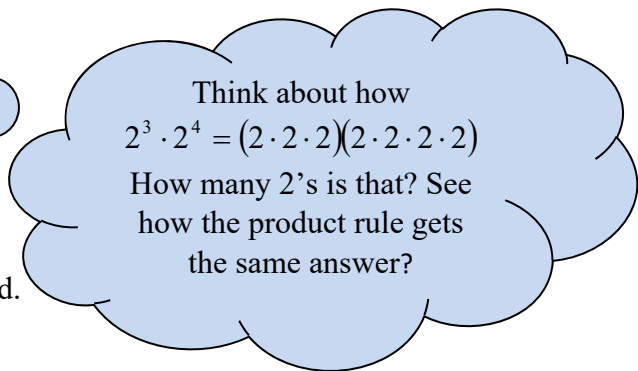 Think about how
2³ · 2⁴ = (2 · 2 · 2)(2 · 2 · 2 · 2)
How many 2’s is that? See
how the product rule gets
the same answer?
d.